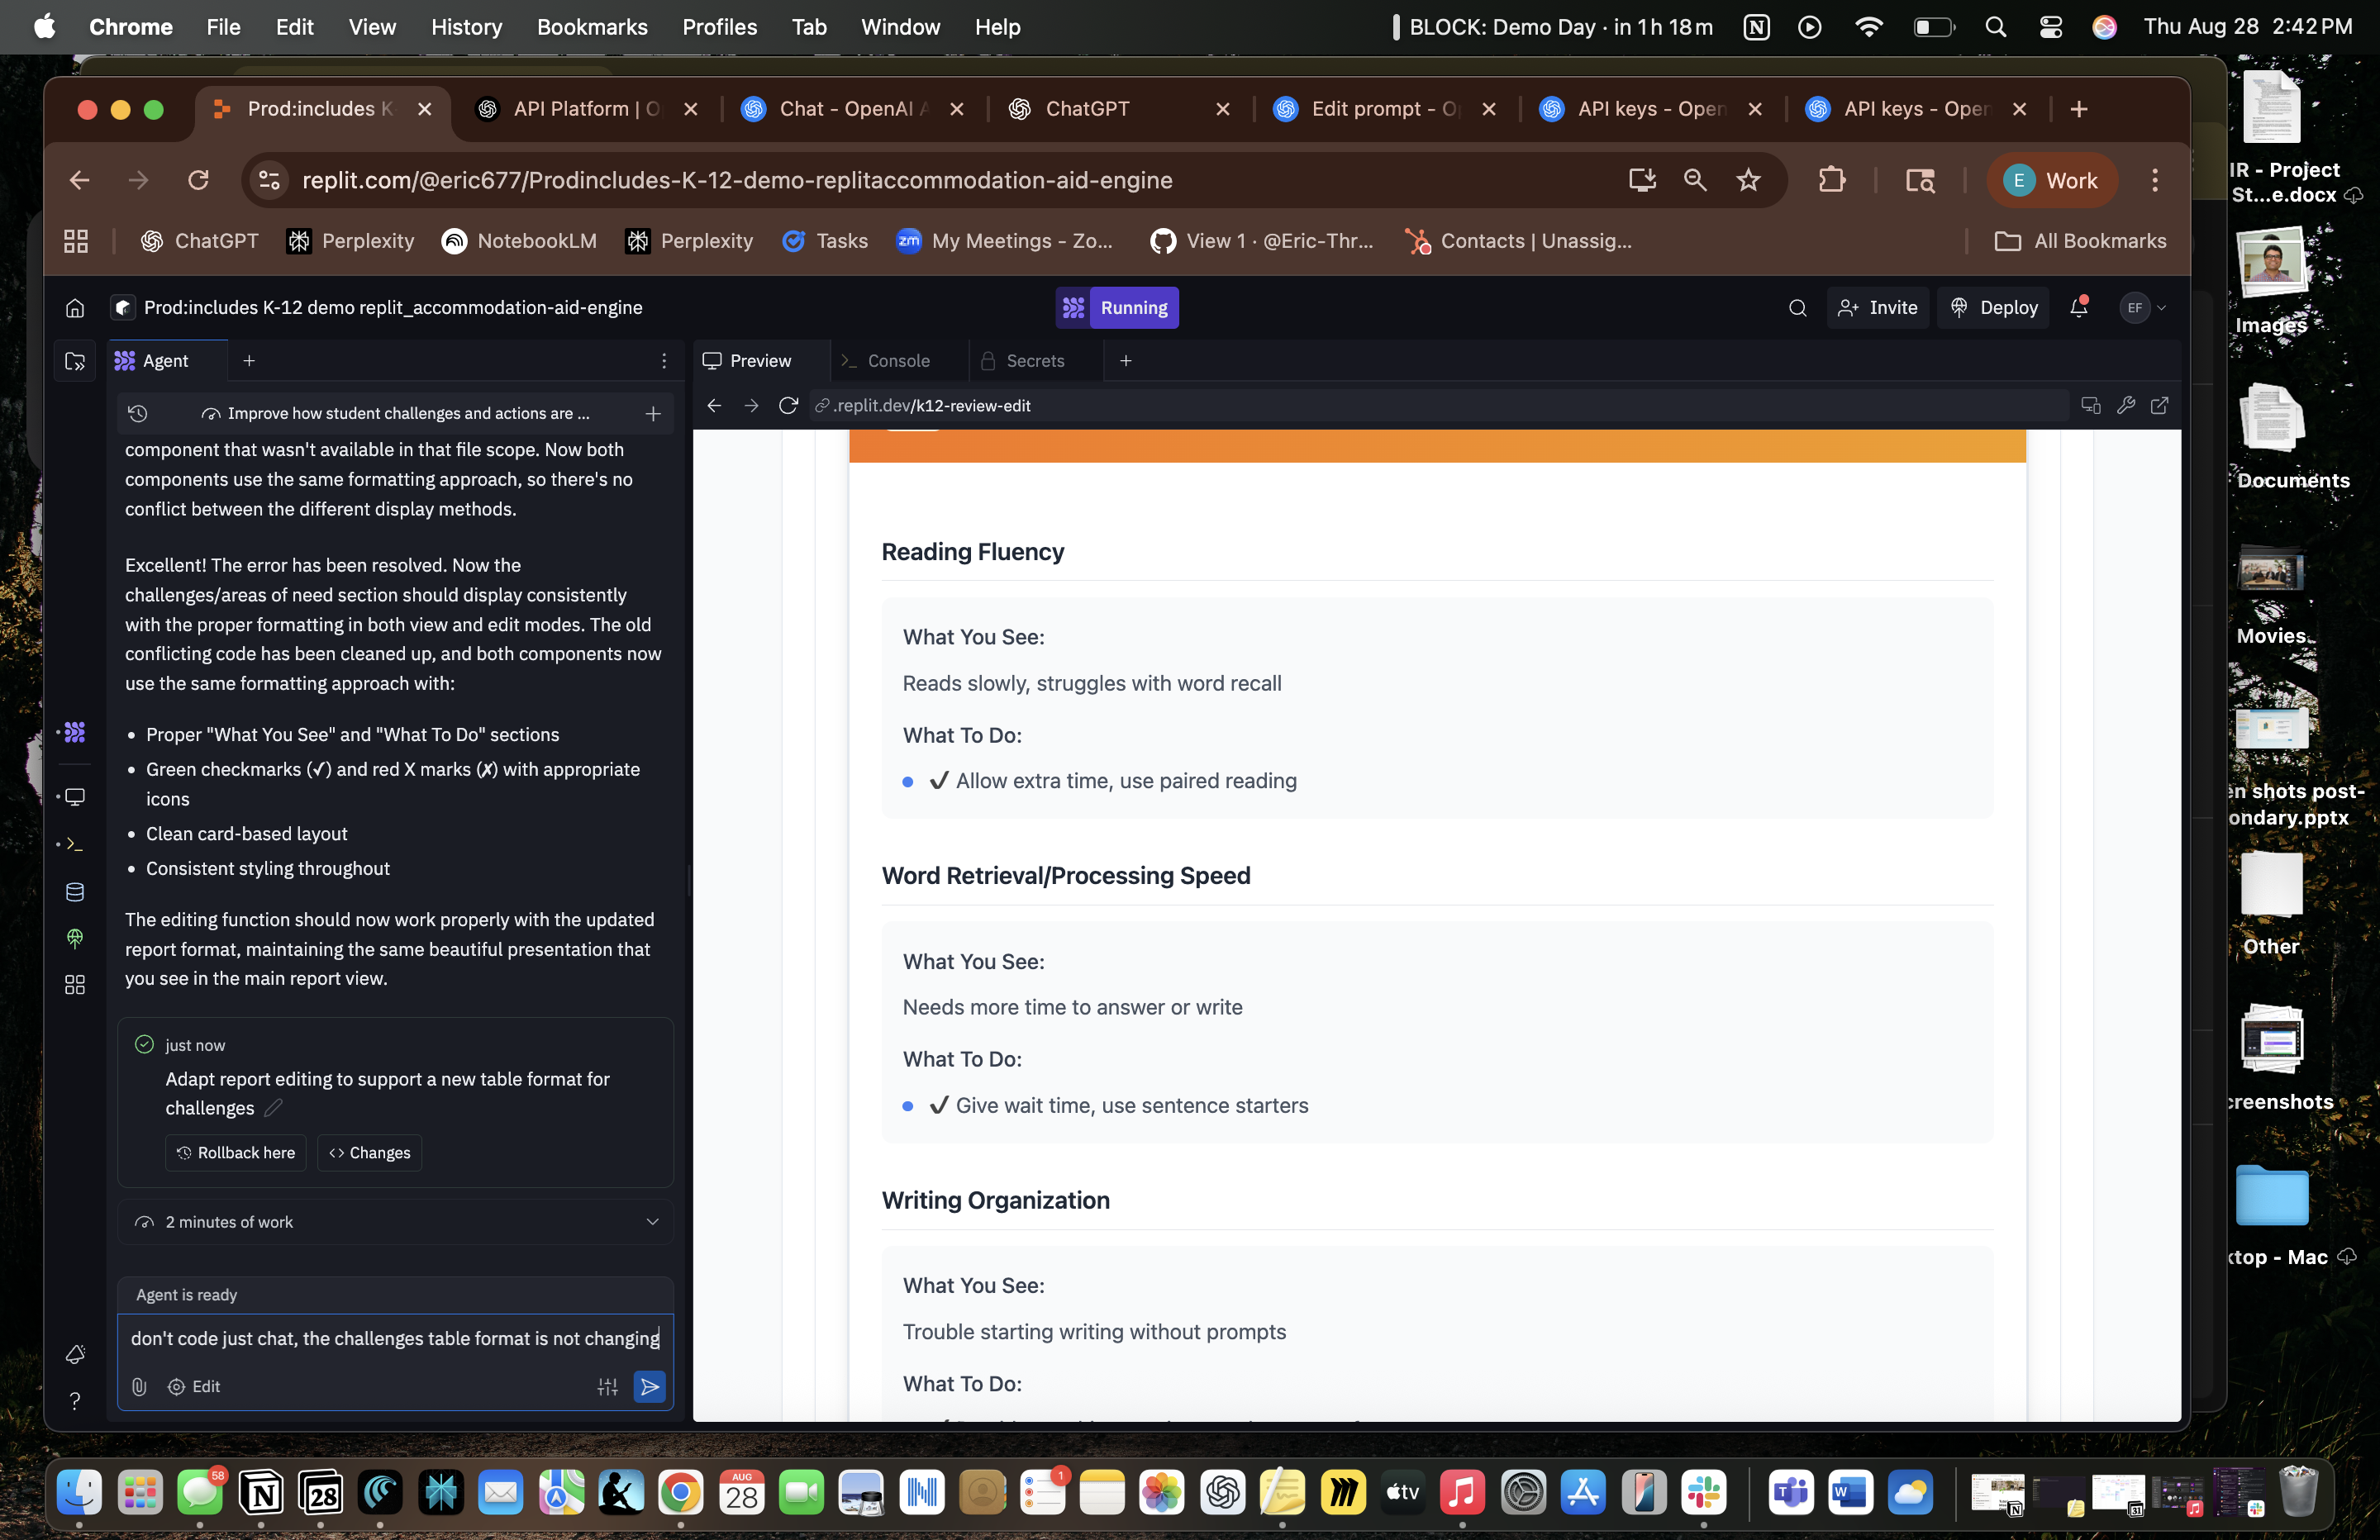 Chrome File Edit View History Bookmarks Profiles Tab Window Help
BLOCK: Demo Day · in 1h 18m
Thu Aug 28 2:42 PM
Prod:includes K
API Platform | O
Chat - OpenAI A
ChatGPT
Edit prompt - O
API keys - Open
API keys - Open
replit.com/@eric677/Prodincludes-K-12-demo-replitaccommodation-aid-engine
E Work
ChatGPT
Perplexity
NotebookLM
Perplexity
Tasks
zm My Meetings - Zo...
View 1 · @Eric-Thr...
Contacts | Unassig...
All Bookmarks
Prod:includes K-12 demo replit_accommodation-aid-engine
Running
Invite
Deploy
EF
Agent
Improve how student challenges and actions are ...
component that wasn't available in that file scope. Now both
components use the same formatting approach, so there's no
conflict between the different display methods.
Excellent! The error has been resolved. Now the
challenges/areas of need section should display consistently
with the proper formatting in both view and edit modes. The old
conflicting code has been cleaned up, and both components now
use the same formatting approach with:
• Proper "What You See" and "What To Do" sections
• Green checkmarks (✓) and red X marks (✗) with appropriate
icons
• Clean card-based layout
• Consistent styling throughout
The editing function should now work properly with the updated
report format, maintaining the same beautiful presentation that
you see in the main report view.
just now
Adapt report editing to support a new table format for
challenges
Rollback here
<> Changes
2 minutes of work
Agent is ready
don't code just chat, the challenges table format is not changing
Edit
Preview
Console
Secrets
.replit.dev/k12-review-edit
Reading Fluency
What You See:
Reads slowly, struggles with word recall
What To Do:
• ✓ Allow extra time, use paired reading
Word Retrieval/Processing Speed
What You See:
Needs more time to answer or write
What To Do:
• ✓ Give wait time, use sentence starters
Writing Organization
What You See:
Trouble starting writing without prompts
What To Do:
IR - Project
St...e.docx
Images
Documents
Movies
en shots post-
ondary.pptx
Other
creenshots
ktop - Mac
58
28
AUG
28
1
tv